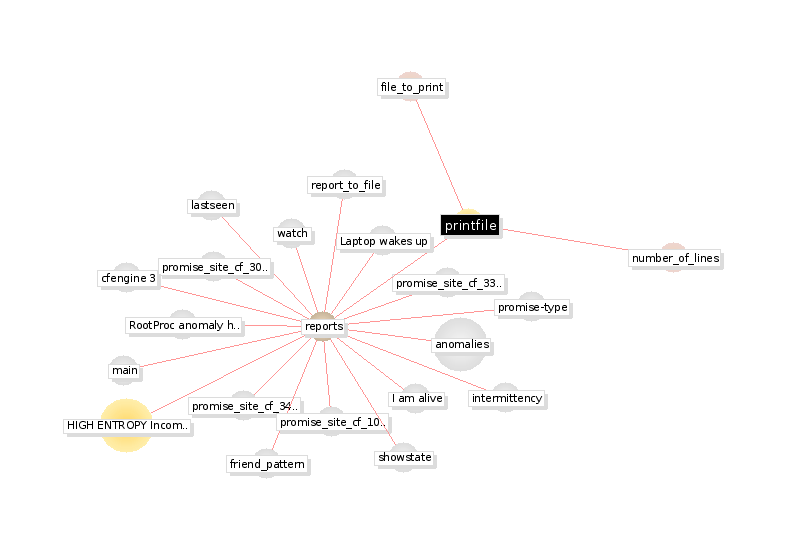 file_to_print
report_to_file
lastseen
printfile
watch
Laptop wakes up
number_of_lines
promise_site_cf_30..
cfengine 3
promise_site_cf_33..
promise-type
RootProc anomaly h..
reports
anomalies
main
I am alive
intermittency
promise_site_cf_34..
promise_site_cf_10..
HIGH ENTROPY Incom..
showstate
friend_pattern